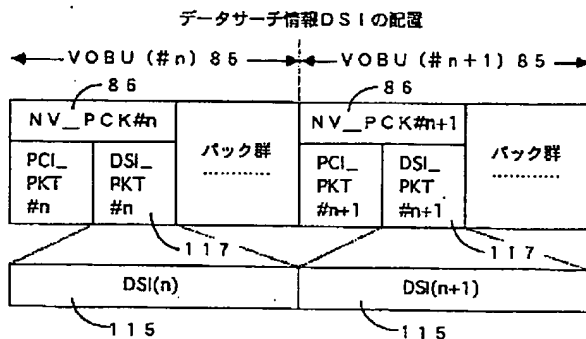 データサーチ情報DSIの配置
VOBU(#n)85 VOBU(#n+1)85
86 86
NV_PCK#n NV_PCK#n+1
PCI_ DSI_ パック群 PCI_ DSI_ パック群
PKT PKT ………… PKT PKT …………
#n #n #n+1 #n+1
117 117
DSI(n) DSI(n+1)
115 115